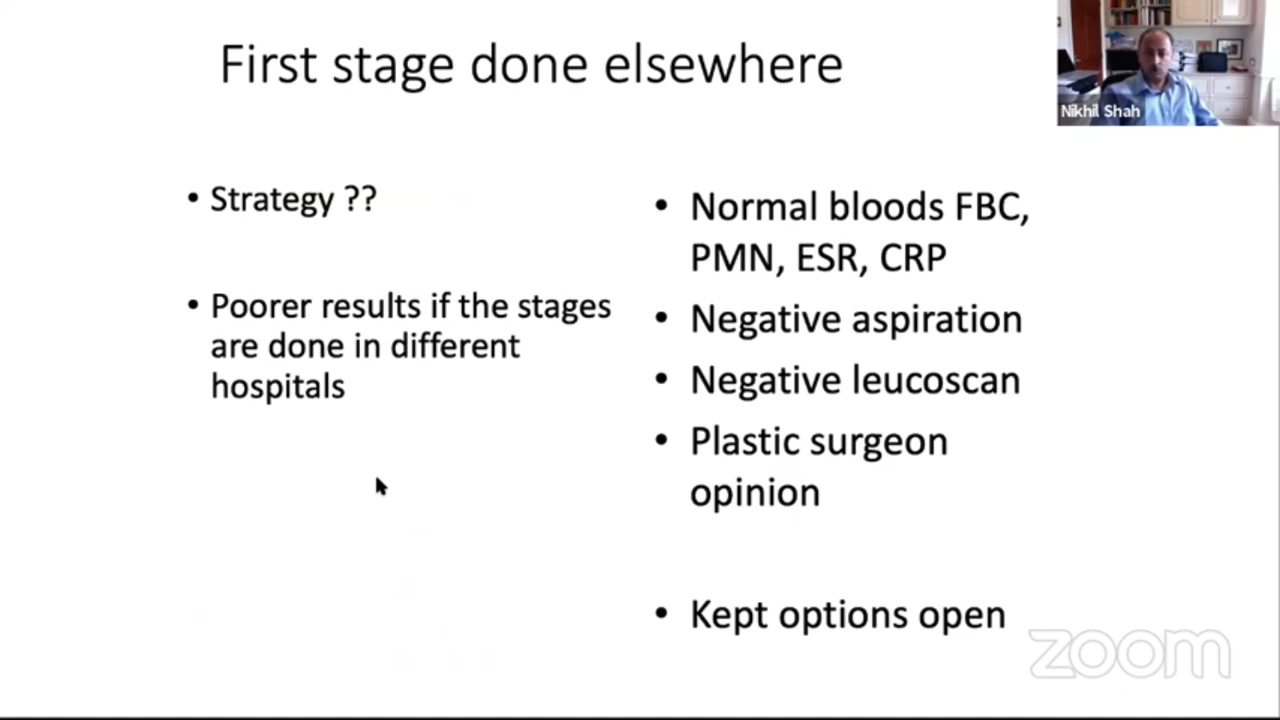 First stage done elsewhere
Nikhil Shah
• Strategy ??
• Poorer results if the stages
are done in different
hospitals
• Normal bloods FBC,
PMN, ESR, CRP
• Negative aspiration
• Negative leucoscan
• Plastic surgeon
opinion
• Kept options open
zoom